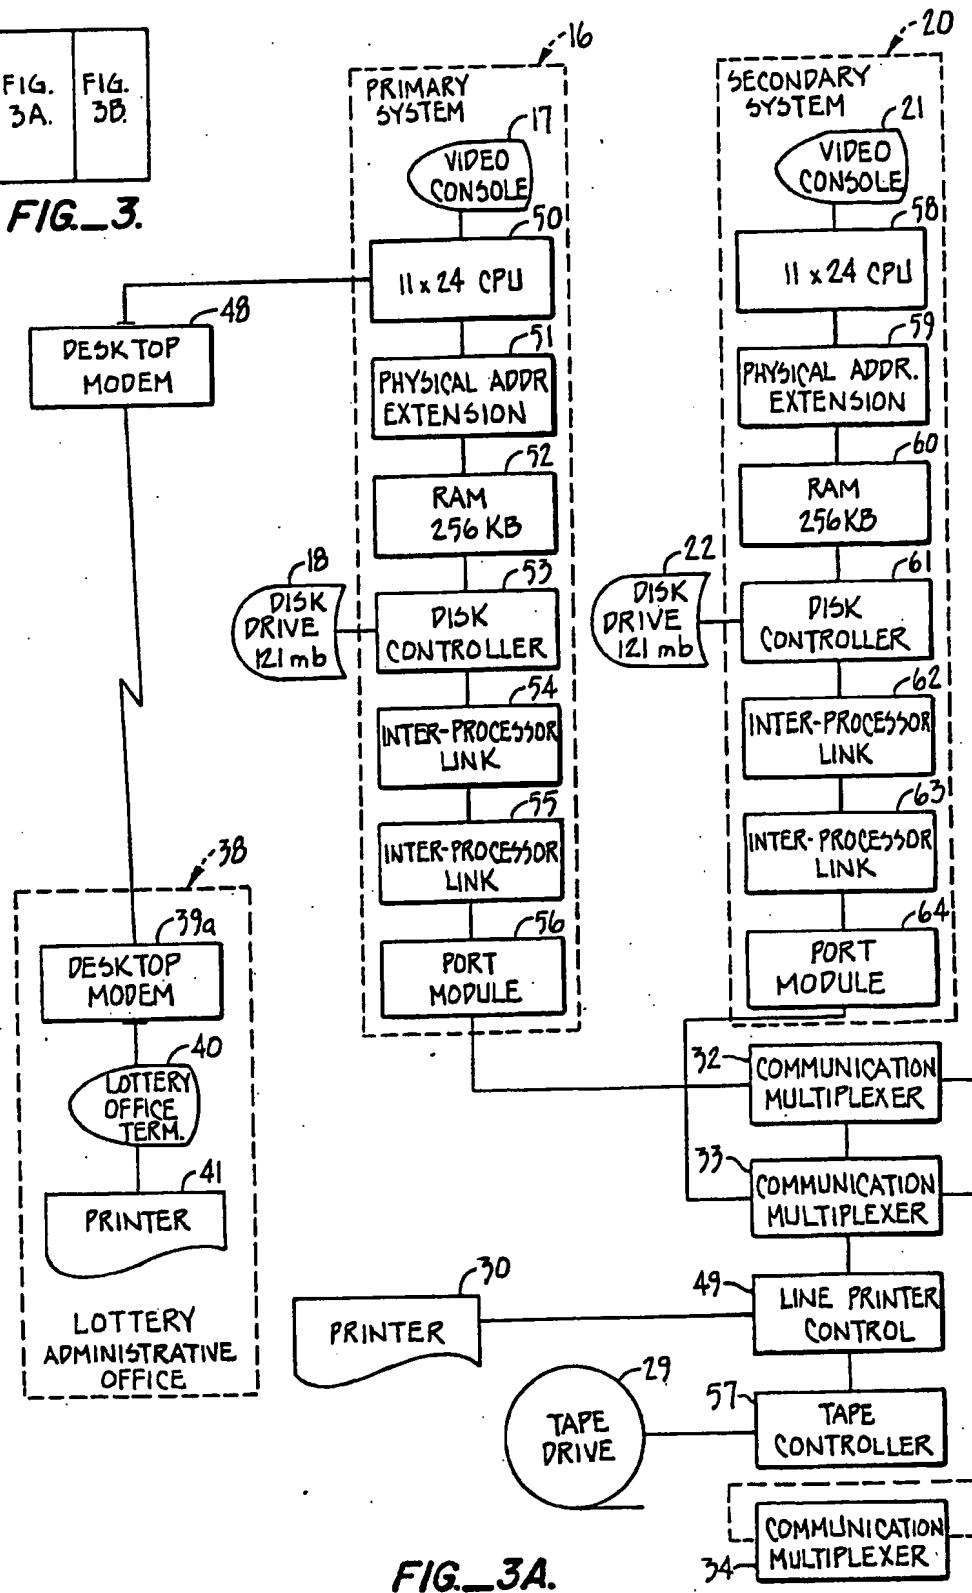 FIG. 3A.
FIG. 3B.
FIG._3.
16
PRIMARY
SYSTEM
17
VIDEO
CONSOLE
50
11 x 24 CPU
51
PHYSICAL ADDR
EXTENSION
52
RAM
256 KB
18
DISK
DRIVE
121 mb
53
DISK
CONTROLLER
54
INTER-PROCESSOR
LINK
55
INTER-PROCESSOR
LINK
56
PORT
MODULE
20
SECONDARY
SYSTEM
21
VIDEO
CONSOLE
58
11 x 24 CPU
59
PHYSICAL ADDR.
EXTENSION
60
RAM
256 KB
22
DISK
DRIVE
121 mb
61
DISK
CONTROLLER
62
INTER-PROCESSOR
LINK
63
INTER-PROCESSOR
LINK
64
PORT
MODULE
48
DESKTOP
MODEM
38
39a
DESKTOP
MODEM
40
LOTTERY
OFFICE
TERM.
41
PRINTER
LOTTERY
ADMINISTRATIVE
OFFICE
32
COMMUNICATION
MULTIPLEXER
33
COMMUNICATION
MULTIPLEXER
30
PRINTER
49
LINE PRINTER
CONTROL
29
TAPE
DRIVE
57
TAPE
CONTROLLER
COMMUNICATION
MULTIPLEXER
34
FIG._3A.